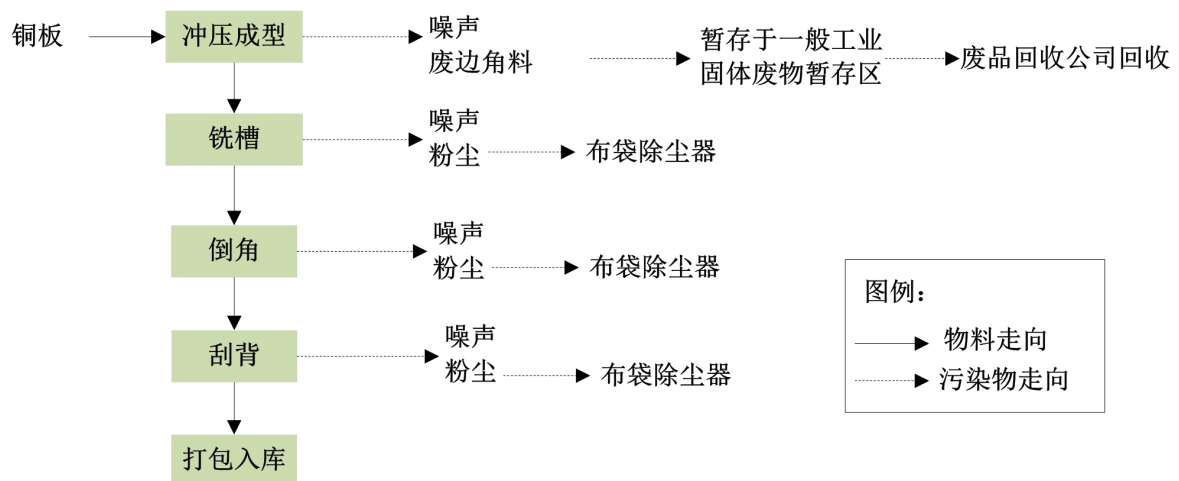 铜板
冲压成型
噪声
废边角料
暂存于一般工业
固体废物暂存区
废品回收公司回收
铣槽
噪声
粉尘
布袋除尘器
倒角
噪声
粉尘
布袋除尘器
刮背
噪声
粉尘
布袋除尘器
打包入库
图例：
物料走向
污染物走向